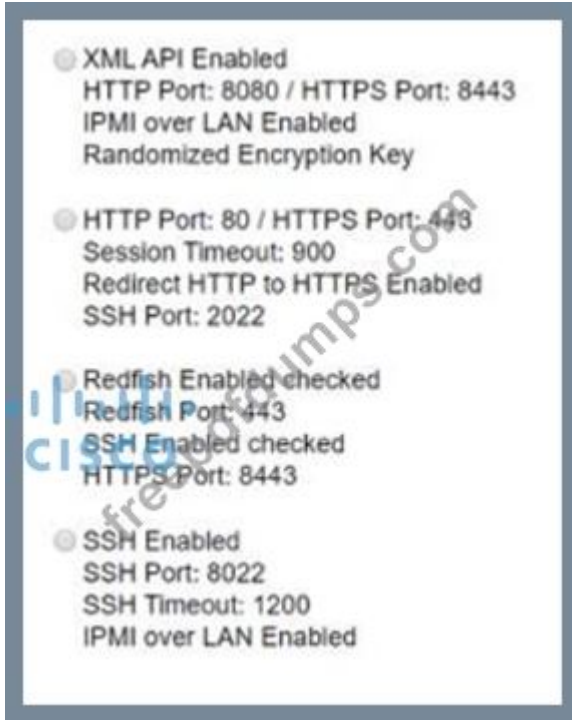 XML API Enabled
HTTP Port: 8080 / HTTPS Port: 8443
IPMI over LAN Enabled
Randomized Encryption Key
HTTP Port: 80 / HTTPS Port: 443
Session Timeout: 900
Redirect HTTP to HTTPS Enabled
SSH Port: 2022
Redfish Enabled checked
Redfish Port: 443
SSH Enabled checked
HTTPS Port: 8443
SSH Enabled
SSH Port: 8022
SSH Timeout: 1200
IPMI over LAN Enabled
CISCO
freepdfdumps.com